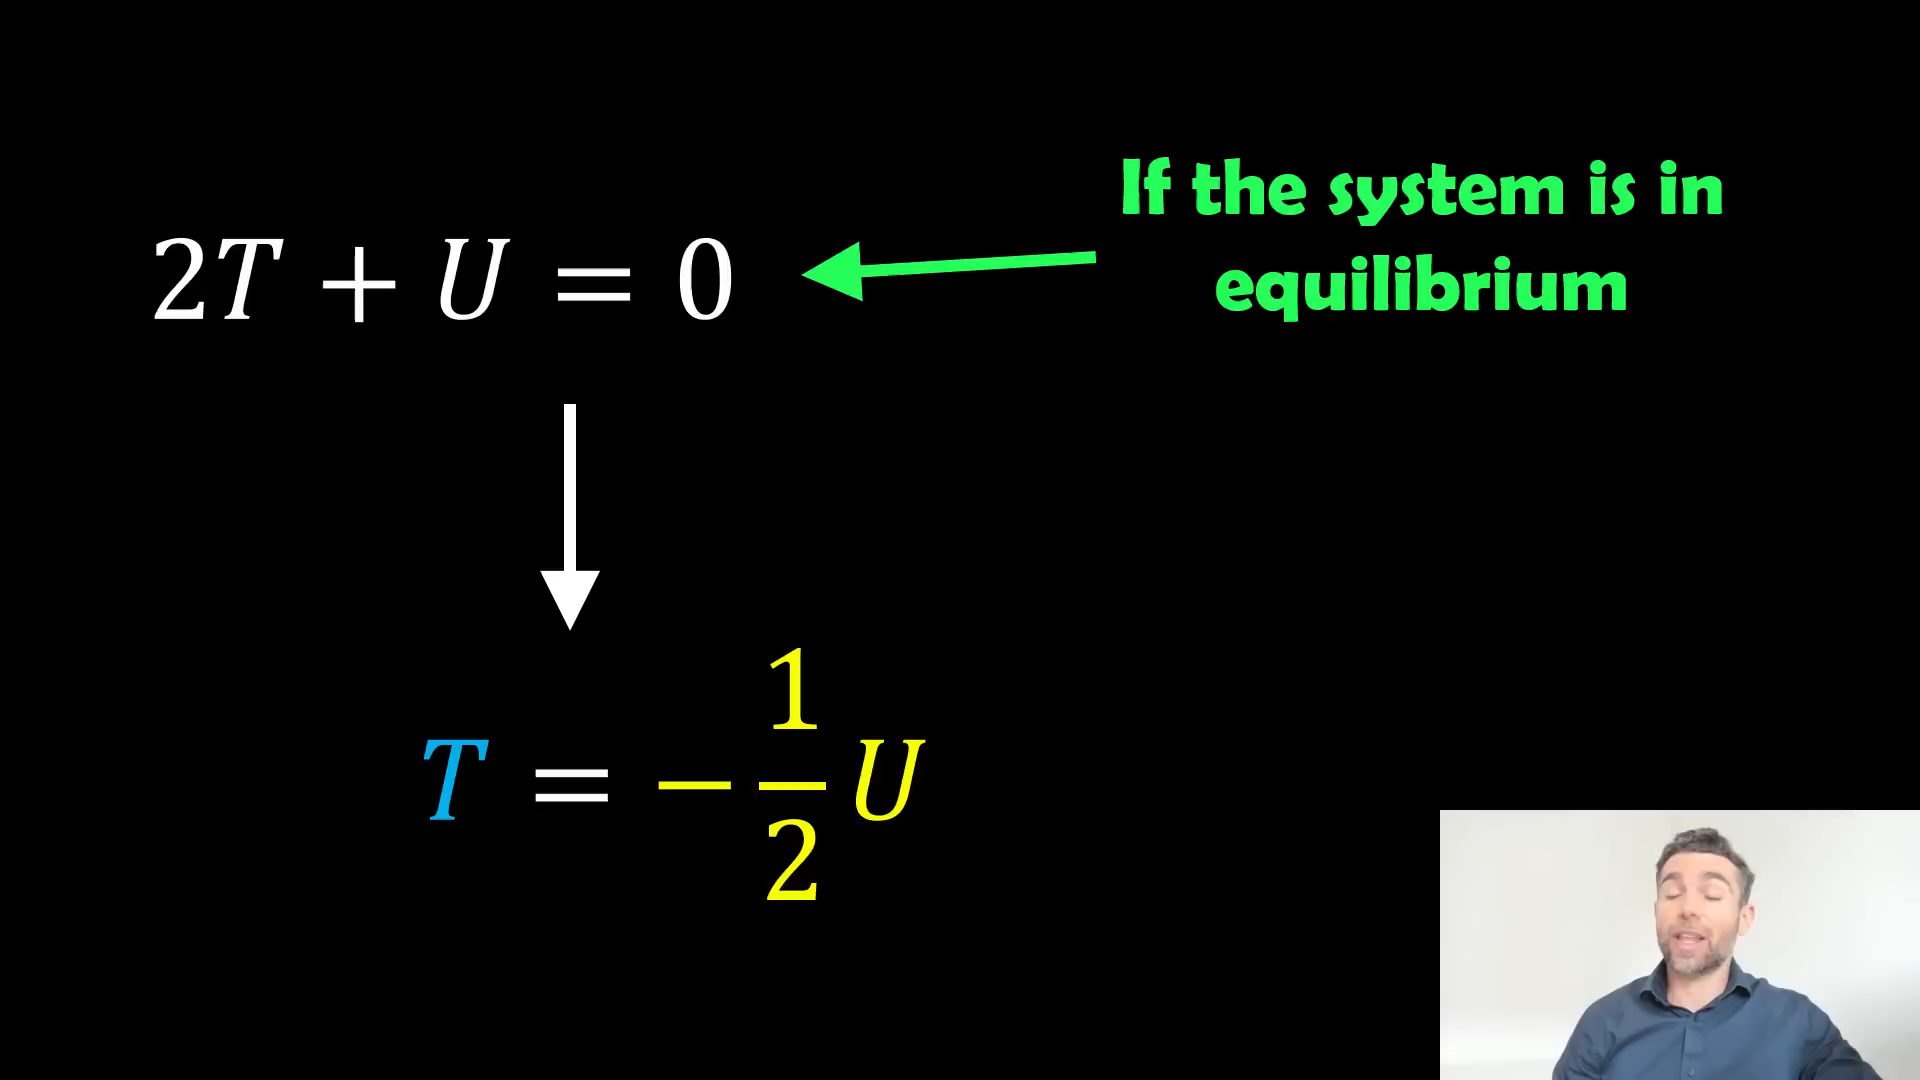 2T + U = 0
If the system is in
equilibrium
T = −1/2 U